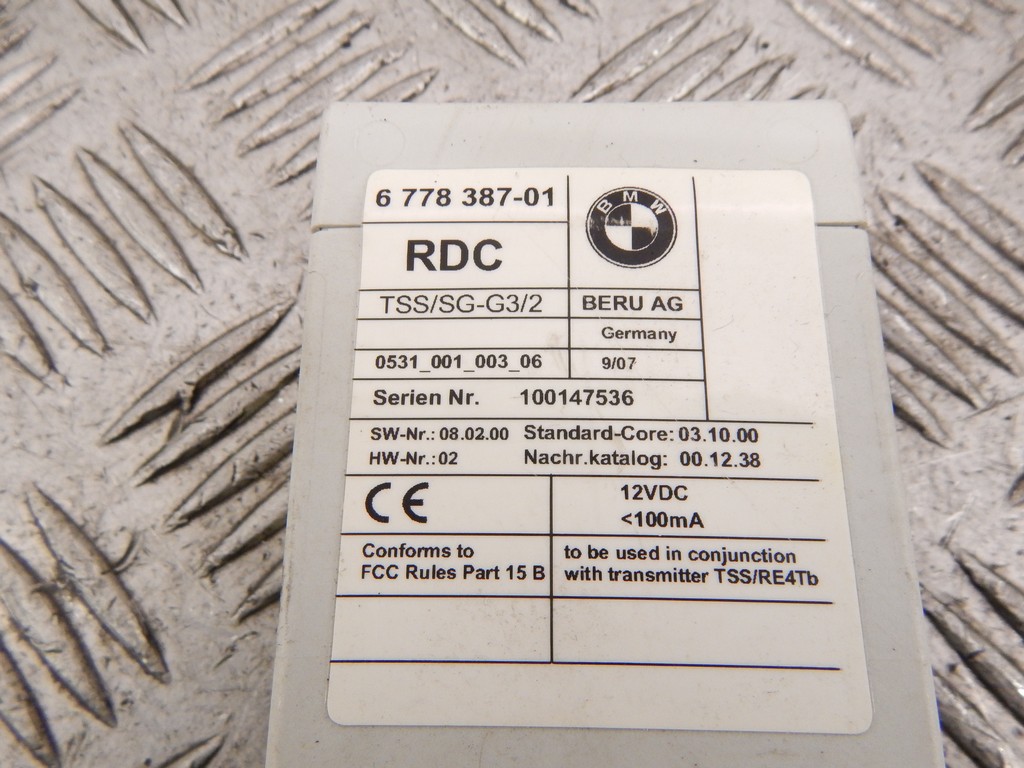 6 778 387-01
BMW
RDC
TSS/SG-G3/2
BERU AG
Germany
0531_001_003_06
9/07
Serien Nr. 100147536
SW-Nr.: 08.02.00 Standard-Core: 03.10.00
HW-Nr.: 02 Nachr.katalog: 00.12.38
CE
12VDC
<100mA
Conforms to
FCC Rules Part 15 B
to be used in conjunction
with transmitter TSS/RE4Tb